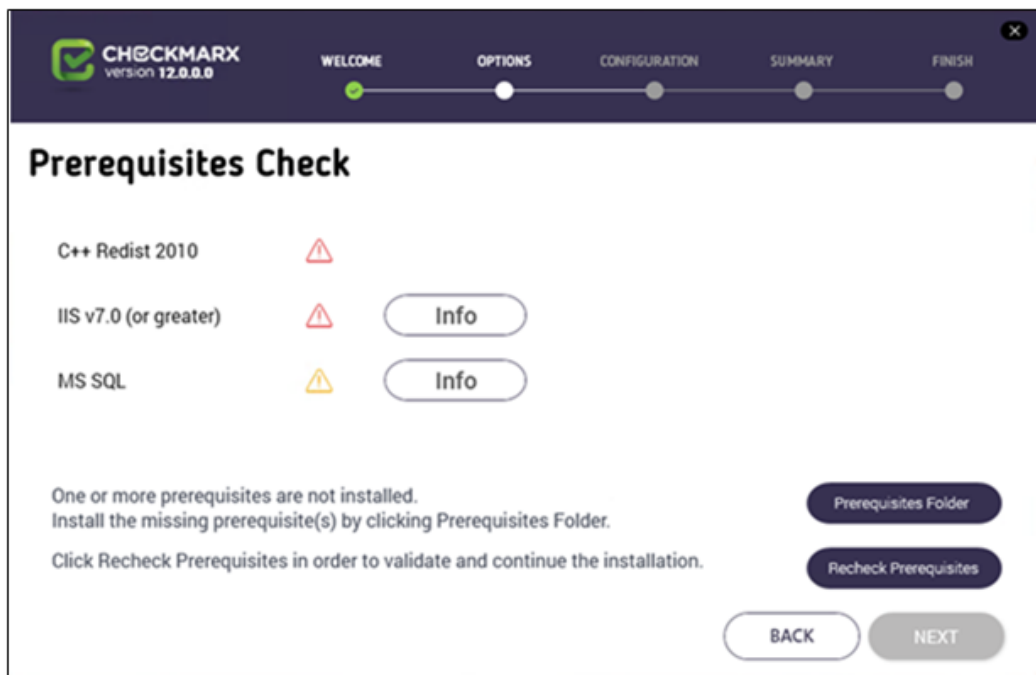 CHECKMARX
version 12.0.0.0
WELCOME
OPTIONS
CONFIGURATION
SUMMARY
FINISH
Prerequisites Check
C++ Redist 2010
IIS v7.0 (or greater)
Info
MS SQL
Info
One or more prerequisites are not installed.
Install the missing prerequisite(s) by clicking Prerequisites Folder.
Prerequisites Folder
Click Recheck Prerequisites in order to validate and continue the installation.
Recheck Prerequisites
BACK
NEXT